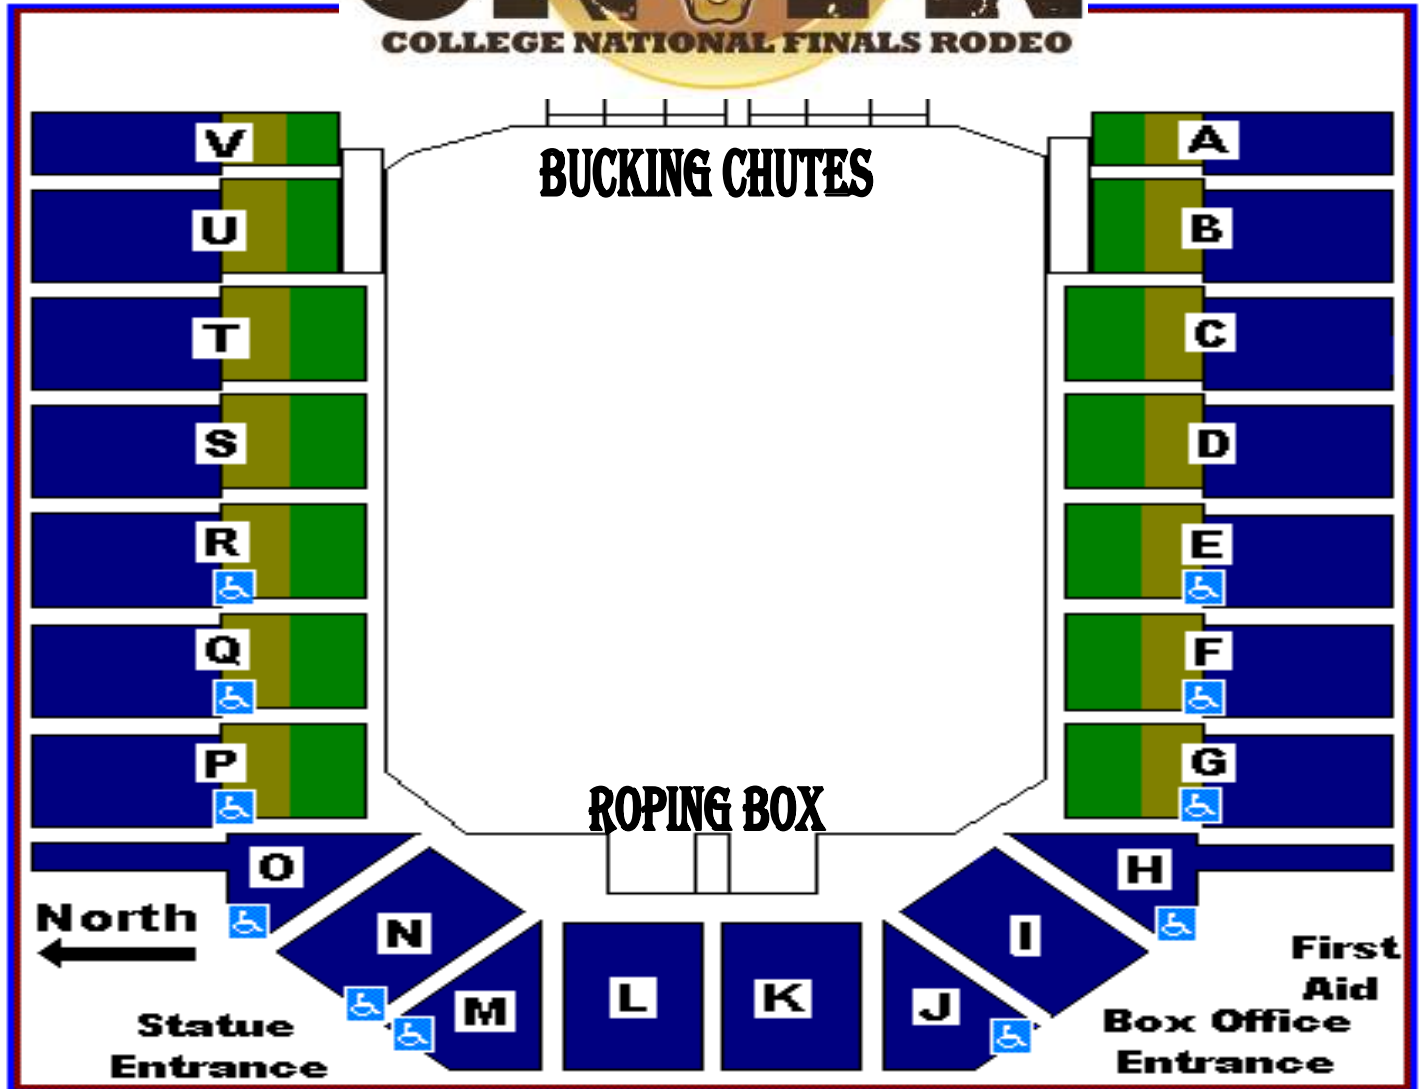 COLLEGE NATIONAL FINALS RODEO
BUCKING CHUTES
V
A
U
B
T
C
S
D
R
E
Q
F
P
G
ROPING BOX
O
H
North
N
I
First
Aid
M
L
K
J
Statue
Entrance
Box Office
Entrance